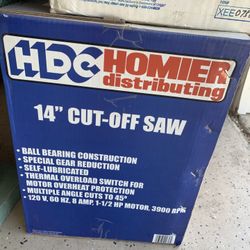 XEE07
HDC HOMIER
distributing
14" CUT-OFF SAW
• BALL BEARING CONSTRUCTION
• SPECIAL GEAR REDUCTION
• SELF-LUBRICATED
• THERMAL OVERLOAD SWITCH FOR
MOTOR OVERHEAT PROTECTION
• MULTIPLE ANGLE CUTS TO 45°
• 120 V, 60 HZ, 8 AMP, 1-1/2 HP MOTOR, 3900 RPM